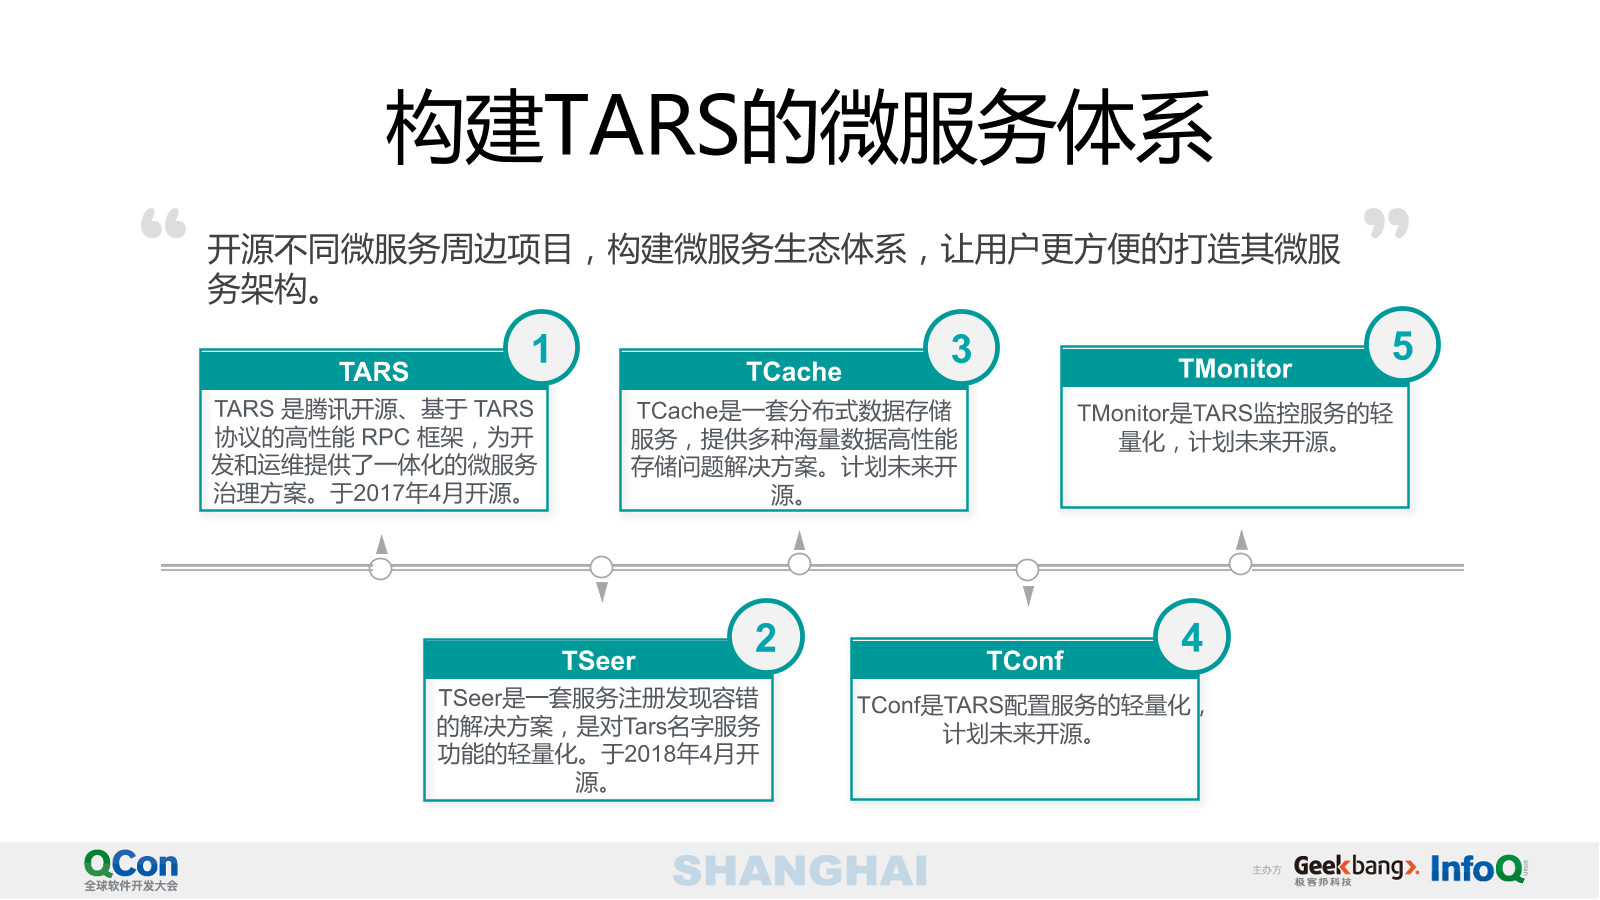 构建TARS的微服务体系
“
”
开源不同微服务周边项目，构建微服务生态体系，让用户更方便的打造其微服
务架构。
1
TARS
TARS 是腾讯开源、基于 TARS
协议的高性能 RPC 框架，为开
发和运维提供了一体化的微服务
治理方案。于2017年4月开源。
3
TCache
TCache是一套分布式数据存储
服务，提供多种海量数据高性能
存储问题解决方案。计划未来开
源。
5
TMonitor
TMonitor是TARS监控服务的轻
量化，计划未来开源。
2
TSeer
TSeer是一套服务注册发现容错
的解决方案，是对Tars名字服务
功能的轻量化。于2018年4月开
源。
4
TConf
TConf是TARS配置服务的轻量化，
计划未来开源。
QCon
全球软件开发大会
SHANGHAI
主办方
Geekbang>.
极客邦科技
InfoQ